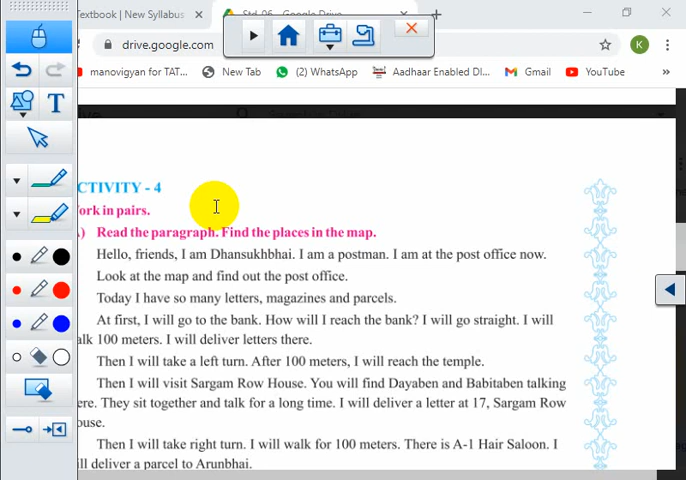 Textbook | New Syllabus
Std. 06 - Google Drive
drive.google.com
K
manovigyan for TAT...
New Tab
(2) WhatsApp
Aadhaar Enabled DI...
Gmail
YouTube
T
CTIVITY - 4
ork in pairs.
) Read the paragraph. Find the places in the map.
Hello, friends, I am Dhansukhbhai. I am a postman. I am at the post office now.
Look at the map and find out the post office.
Today I have so many letters, magazines and parcels.
At first, I will go to the bank. How will I reach the bank? I will go straight. I will
alk 100 meters. I will deliver letters there.
Then I will take a left turn. After 100 meters, I will reach the temple.
Then I will visit Sargam Row House. You will find Dayaben and Babitaben talking
ere. They sit together and talk for a long time. I will deliver a letter at 17, Sargam Row
ouse.
Then I will take right turn. I will walk for 100 meters. There is A-1 Hair Saloon. I
ill deliver a parcel to Arunbhai.